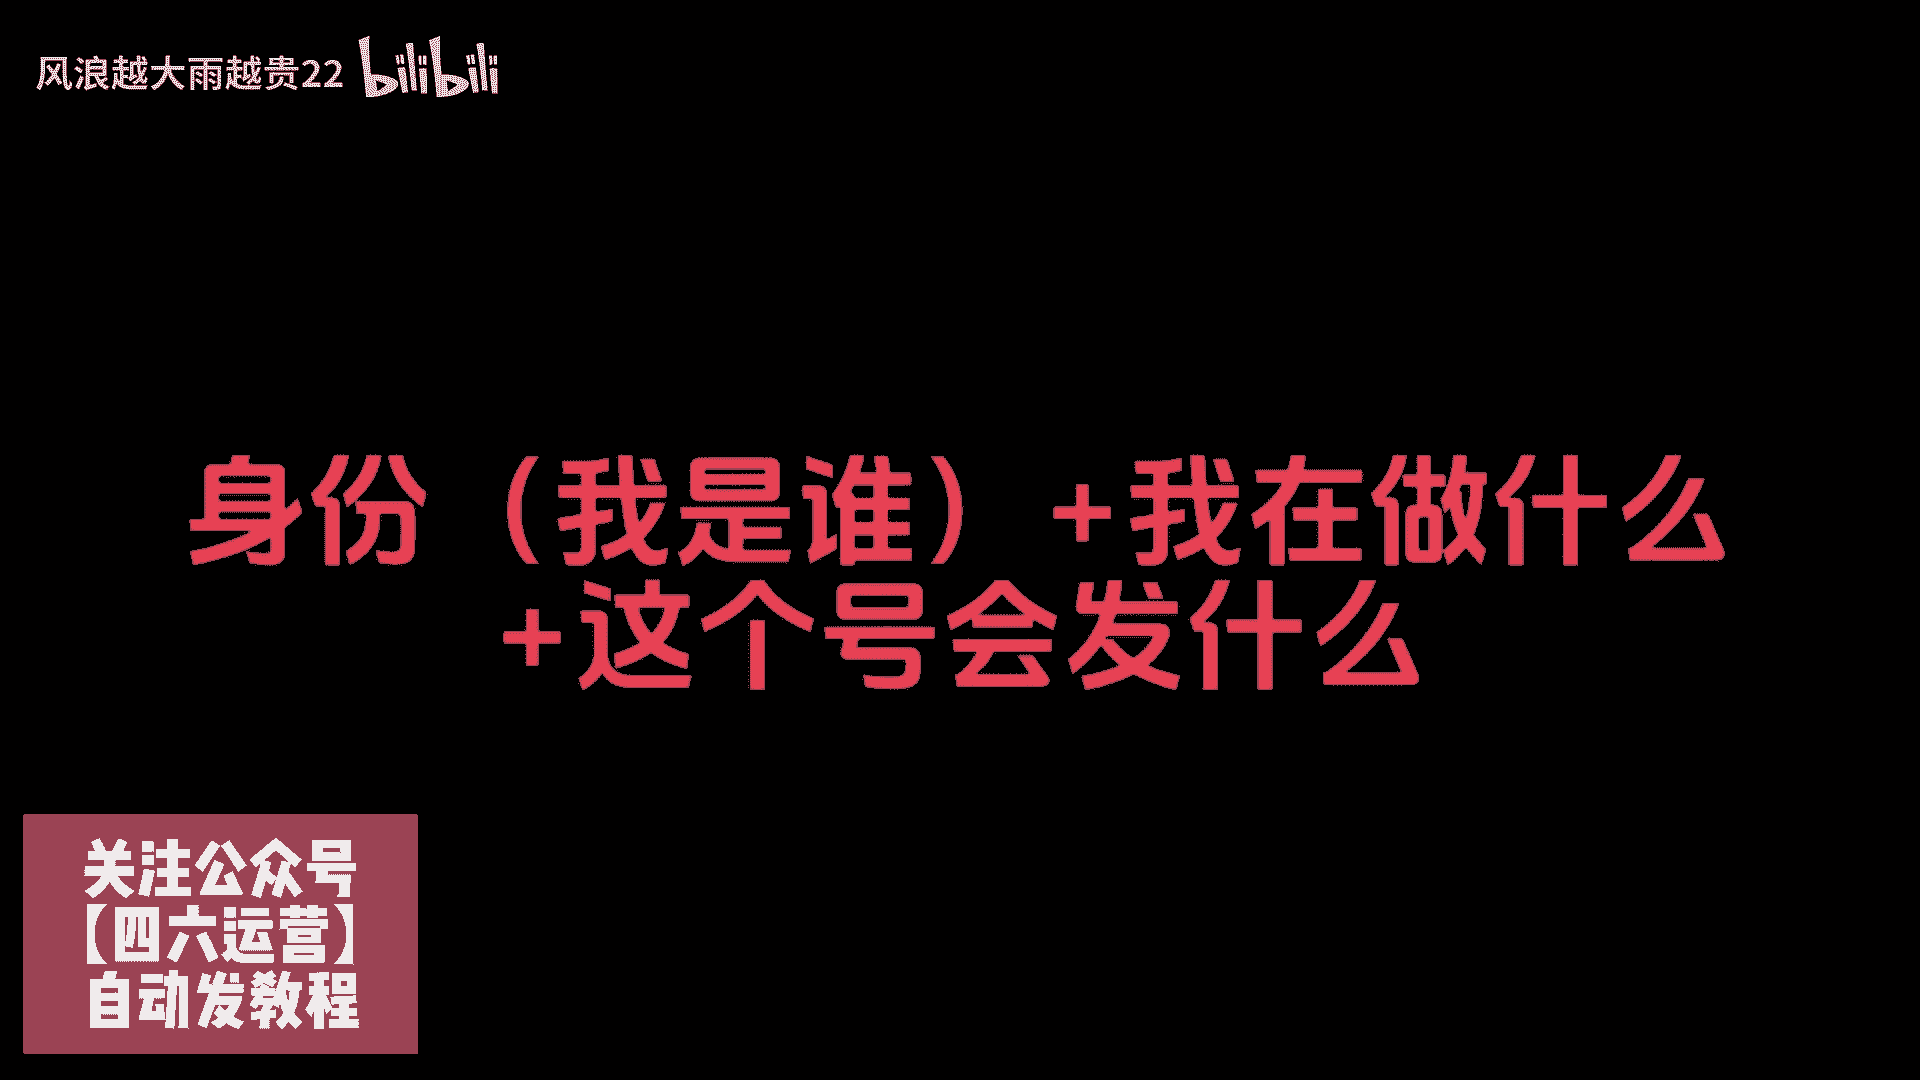 风浪越大雨越贵22 bilibili
身份（我是谁）+我在做什么
+这个号会发什么
关注公众号
【四六运营】
自动发教程